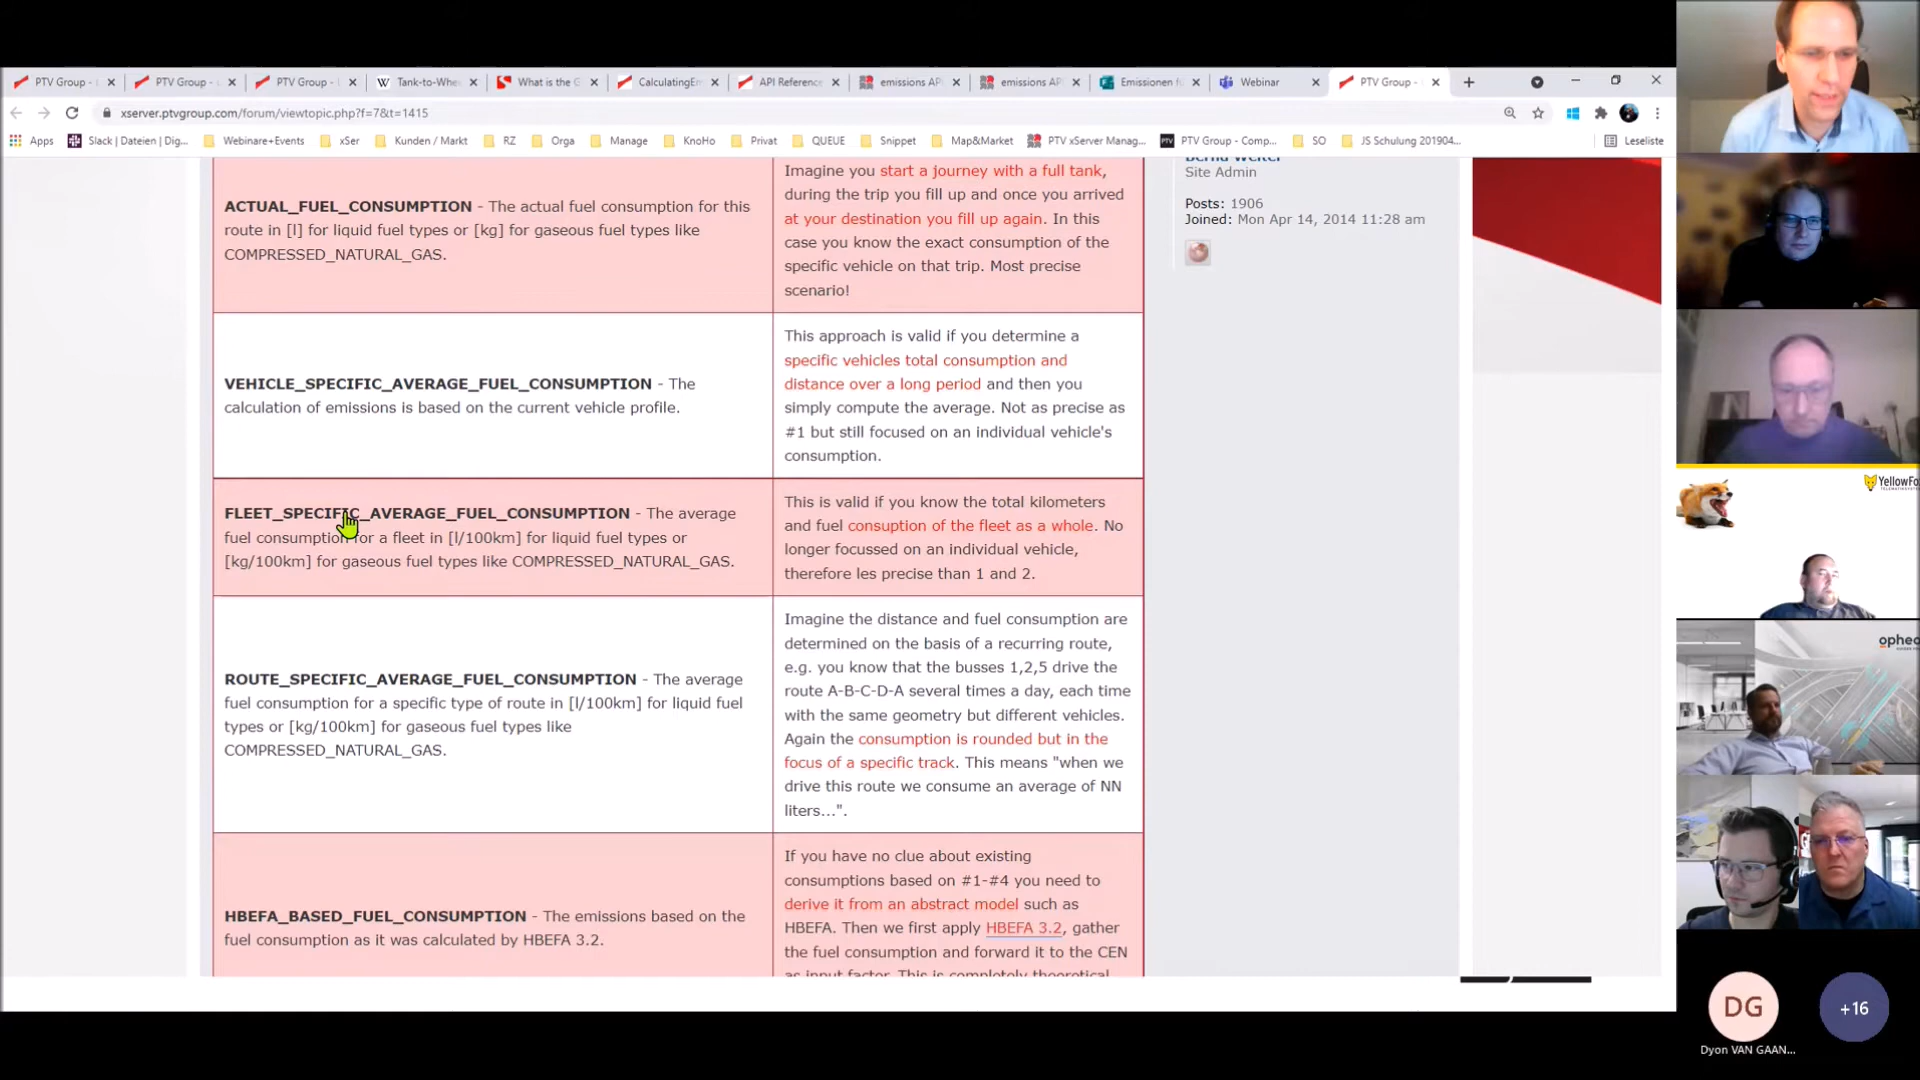 PTV Group -
PTV Group -
PTV Group -
Tank-to-Whe
What is the G
CalculatingEm
API Reference
emissions AP
emissions AP
Emissionen f
Webinar
PTV Group -
xserver.ptvgroup.com/forum/viewtopic.php?f=7&t=1415
Apps
Slack | Dateien | Dig...
Webinare+Events
xSer
Kunden / Markt
RZ
Orga
Manage
KnoHo
Privat
QUEUE
Snippet
Map&Market
PTV xServer Manag...
PTV Group - Comp...
SO
JS Schulung 201904...
Leseliste
ACTUAL_FUEL_CONSUMPTION - The actual fuel consumption for this
route in [l] for liquid fuel types or [kg] for gaseous fuel types like
COMPRESSED_NATURAL_GAS.
Imagine you start a journey with a full tank,
during the trip you fill up and once you arrived
at your destination you fill up again. In this
case you know the exact consumption of the
specific vehicle on that trip. Most precise
scenario!
VEHICLE_SPECIFIC_AVERAGE_FUEL_CONSUMPTION - The
calculation of emissions is based on the current vehicle profile.
This approach is valid if you determine a
specific vehicles total consumption and
distance over a long period and then you
simply compute the average. Not as precise as
#1 but still focused on an individual vehicle's
consumption.
FLEET_SPECIFIC_AVERAGE_FUEL_CONSUMPTION - The average
fuel consumption for a fleet in [l/100km] for liquid fuel types or
[kg/100km] for gaseous fuel types like COMPRESSED_NATURAL_GAS.
This is valid if you know the total kilometers
and fuel consuption of the fleet as a whole. No
longer focussed on an individual vehicle,
therefore les precise than 1 and 2.
ROUTE_SPECIFIC_AVERAGE_FUEL_CONSUMPTION - The average
fuel consumption for a specific type of route in [l/100km] for liquid fuel
types or [kg/100km] for gaseous fuel types like
COMPRESSED_NATURAL_GAS.
Imagine the distance and fuel consumption are
determined on the basis of a recurring route,
e.g. you know that the busses 1,2,5 drive the
route A-B-C-D-A several times a day, each time
with the same geometry but different vehicles.
Again the consumption is rounded but in the
focus of a specific track. This means "when we
drive this route we consume an average of NN
liters...".
HBEFA_BASED_FUEL_CONSUMPTION - The emissions based on the
fuel consumption as it was calculated by HBEFA 3.2.
If you have no clue about existing
consumptions based on #1-#4 you need to
derive it from an abstract model such as
HBEFA. Then we first apply HBEFA 3.2, gather
the fuel consumption and forward it to the CEN
as input factor. This is completely theoretical
Bernd Welter
Site Admin
Posts: 1906
Joined: Mon Apr 14, 2014 11:28 am
YellowFo
opheo
DG
Dyon VAN GAAN...
+16